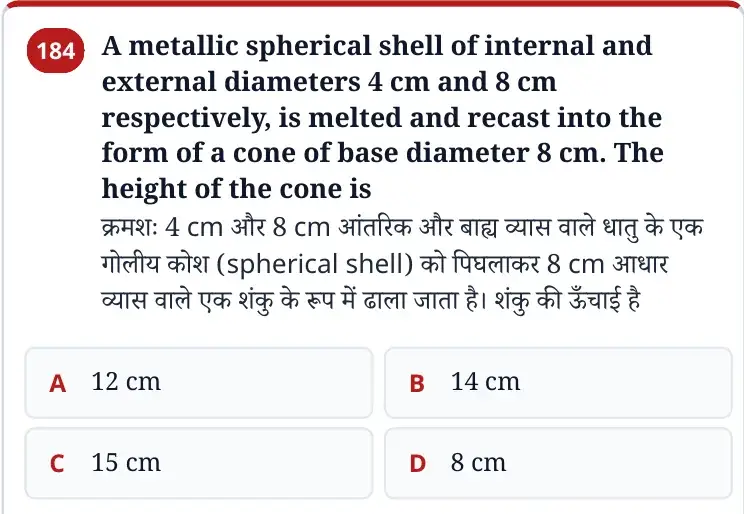 184 A metallic spherical shell of internal and
external diameters 4 cm and 8 cm
respectively, is melted and recast into the
form of a cone of base diameter 8 cm. The
height of the cone is
क्रमश: 4 cm और 8 cm आंतरिक और बाह्य व्यास वाले धातु के एक
गोलीय कोश (spherical shell) को पिघलाकर 8 cm आधार
व्यास वाले एक शंकु के रूप में ढाला जाता है। शंकु की ऊँचाई है
A 12 cm
B 14 cm
C 15 cm
D 8 cm